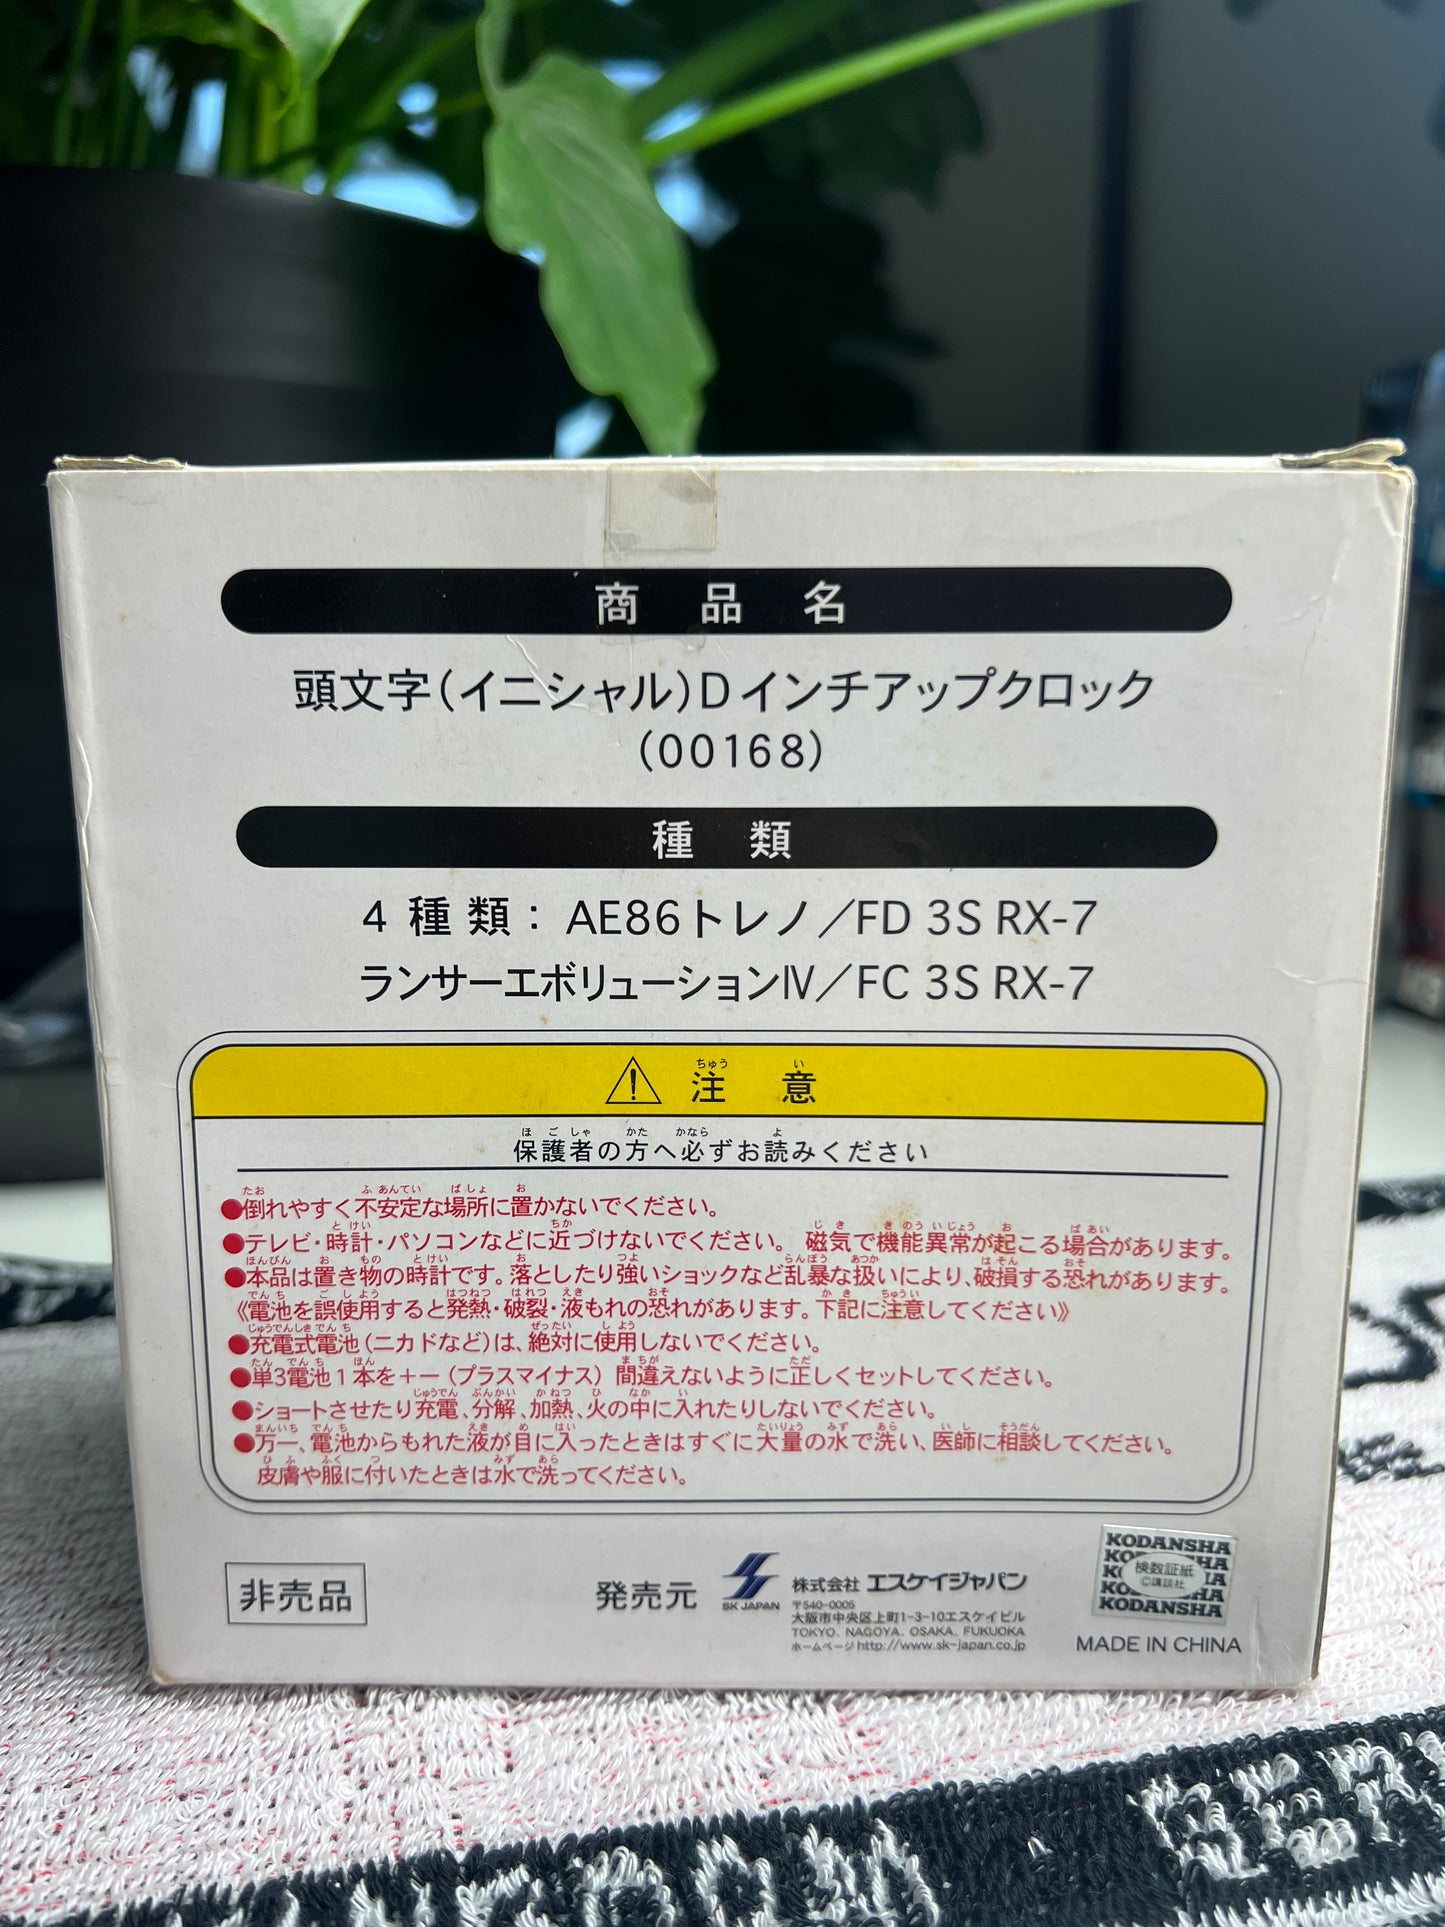 商品名
頭文字(イニシャル)Dインチアップクロック
(00168)
種類
4種類：AE86トレノ／FD 3S RX-7
ランサーエボリューションⅣ／FC 3S RX-7
注意
保護者の方へ必ずお読みください
●倒れやすく不安定な場所に置かないでください。
●テレビ・時計・パソコンなどに近づけないでください。磁気で機能異常が起こる場合があります。
●本品は置き物の時計です。落としたり強いショックなど乱暴な扱いにより、破損する恐れがあります。
《電池を誤使用すると発熱・破裂・液もれの恐れがあります。下記に注意してください》
●充電式電池(ニカドなど)は、絶対に使用しないでください。
●単3電池1本を＋－(プラスマイナス)間違えないように正しくセットしてください。
●ショートさせたり充電、分解、加熱、火の中に入れたりしないでください。
●万一、電池からもれた液が目に入ったときはすぐに大量の水で洗い、医師に相談してください。
皮膚や服に付いたときは水で洗ってください。
非売品
発売元
SK JAPAN
株式会社 エスケイジャパン
〒540-0005
大阪市中央区上町1-3-10エスケイビル
TOKYO. NAGOYA. OSAKA. FUKUOKA
ホームページhttp://www.sk-japan.co.jp
KODANSHA
検数証紙
©講談社
KODANSHA
MADE IN CHINA